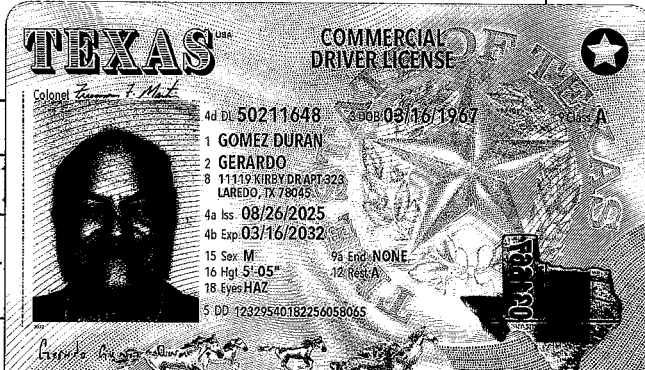 TEXAS USA
COMMERCIAL
DRIVER LICENSE
Colonel
4d DL 50211648 3 DOB 03/16/1967 9 Class A
1 GOMEZ DURAN
2 GERARDO
8 11119 KIRBY DR APT 323
LAREDO, TX 78045
4a Iss 08/26/2025
4b Exp 03/16/2032
15 Sex M 9a End NONE
16 Hgt 5'-05" 12 Rest A
18 Eyes HAZ
5 DD 12329540182256058065